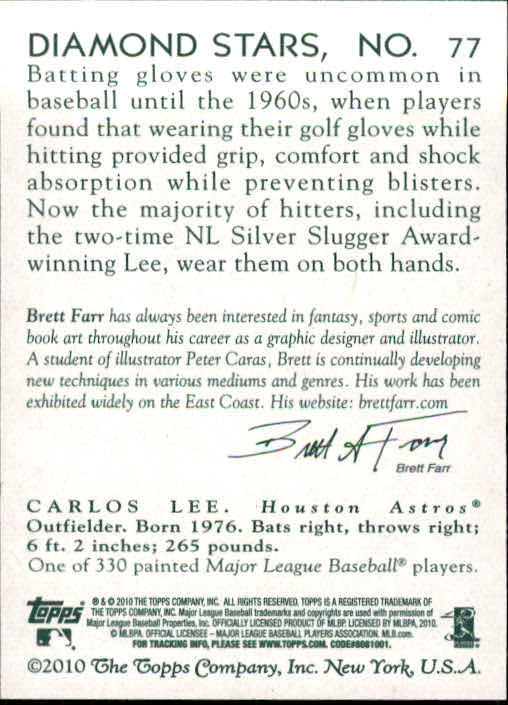 DIAMOND STARS, NO. 77
Batting gloves were uncommon in
baseball until the 1960s, when players
found that wearing their golf gloves while
hitting provided grip, comfort and shock
absorption while preventing blisters.
Now the majority of hitters, including
the two-time NL Silver Slugger Award-
winning Lee, wear them on both hands.
Brett Farr has always been interested in fantasy, sports and comic
book art throughout his career as a graphic designer and illustrator.
A student of illustrator Peter Caras, Brett is continually developing
new techniques in various mediums and genres. His work has been
exhibited widely on the East Coast. His website: brettfarr.com
Brett A Farr
Brett Farr
CARLOS LEE. Houston Astros®
Outfielder. Born 1976. Bats right, throws right;
6 ft. 2 inches; 265 pounds.
One of 330 painted Major League Baseball® players.
Topps
® & © 2010 THE TOPPS COMPANY, INC. ALL RIGHTS RESERVED. TOPPS IS A REGISTERED TRADEMARK OF
THE TOPPS COMPANY, INC. Major League Baseball trademarks and copyrights are used with permission of
Major League Baseball Properties, Inc. OFFICIALLY LICENSED PRODUCT OF MLBP. LICENSED BY MLBPA, 2010.
© MLBPA. OFFICIAL LICENSEE – MAJOR LEAGUE BASEBALL PLAYERS ASSOCIATION. MLB.com.
FOR TRACKING INFO, PLEASE SEE WWW.TOPPS.COM. CODE#8081001.
©2010 The Topps Company, Inc. New York, U.S.A.